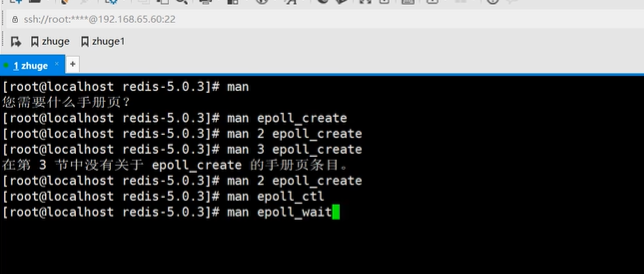 ssh://root:****@192.168.65.60:22
zhuge zhuge1
1 zhuge × +
[root@localhost redis-5.0.3]# man
您需要什么手册页？
[root@localhost redis-5.0.3]# man epoll_create
[root@localhost redis-5.0.3]# man 2 epoll_create
[root@localhost redis-5.0.3]# man 3 epoll_create
在第 3 节中没有关于 epoll_create 的手册页条目。
[root@localhost redis-5.0.3]# man 2 epoll_create
[root@localhost redis-5.0.3]# man epoll_ctl
[root@localhost redis-5.0.3]# man epoll_wait